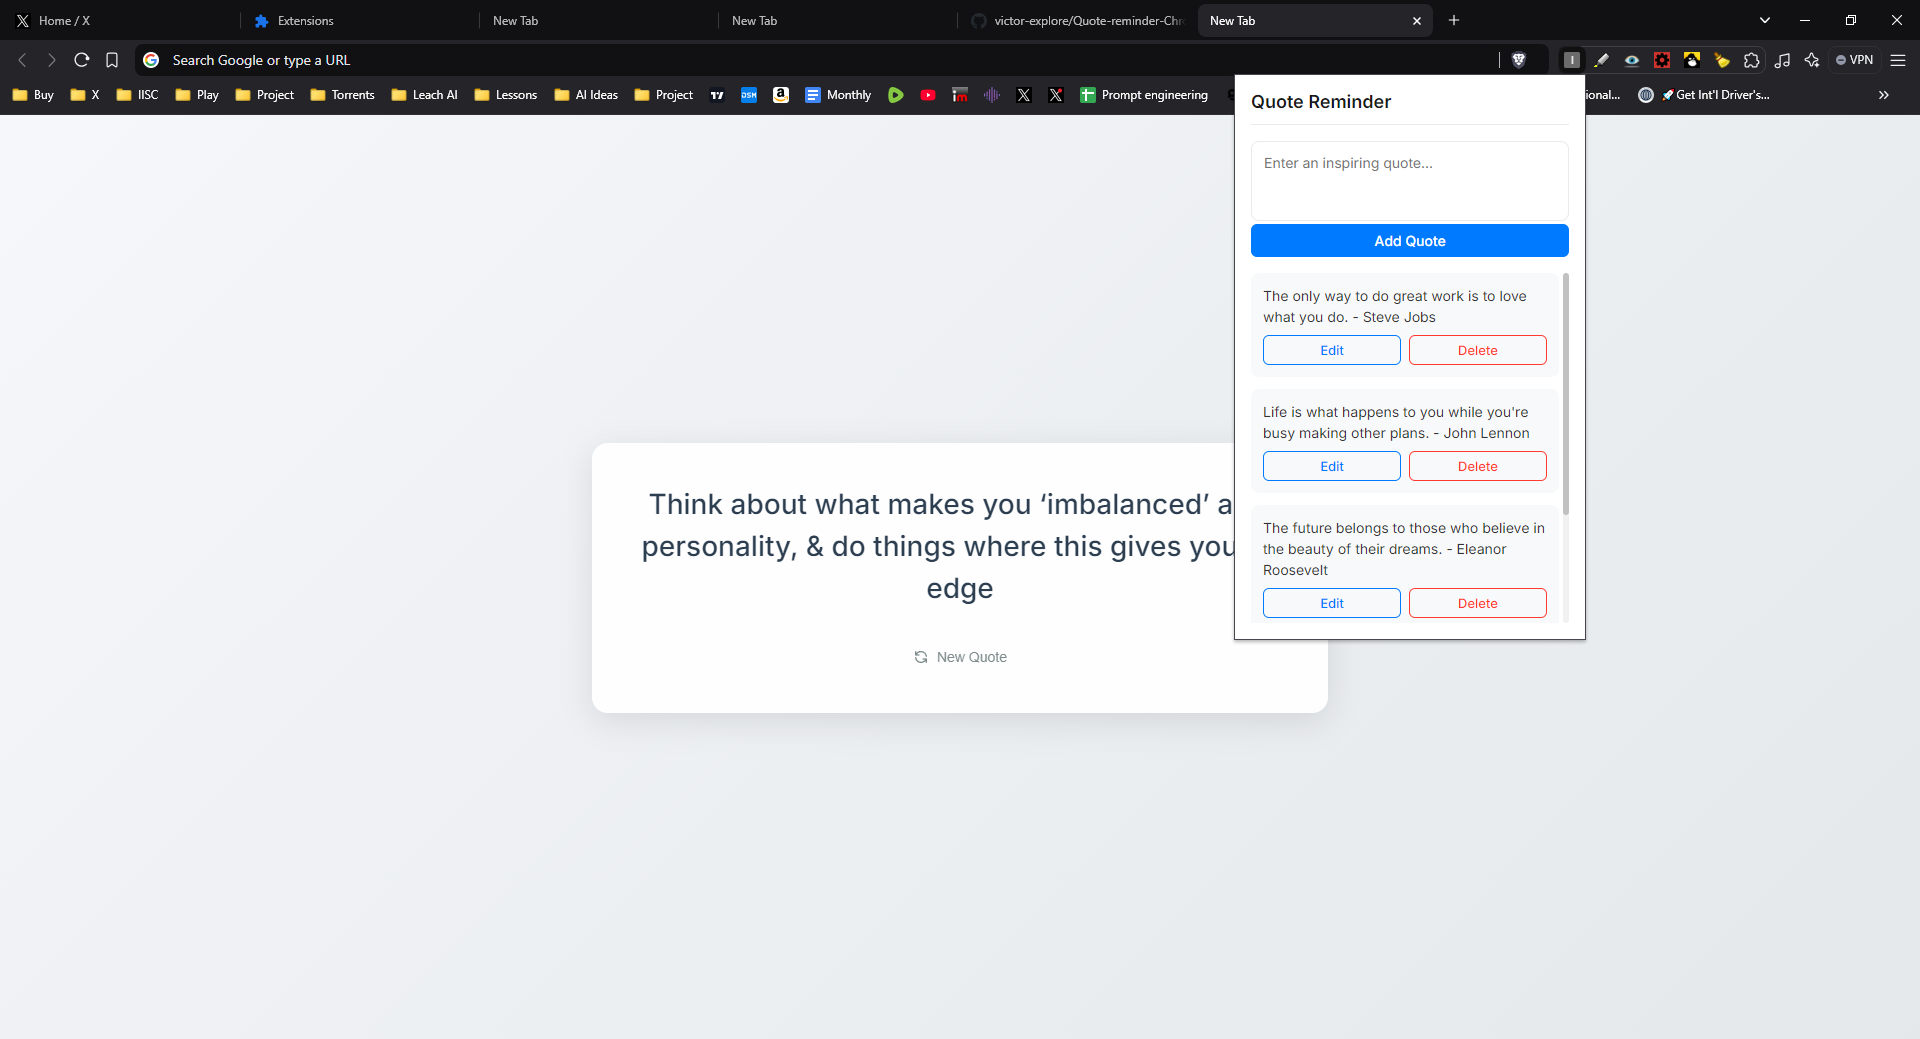 Home / X
Extensions
New Tab
New Tab
victor-explore/Quote-reminder-Chr
New Tab
Search Google or type a URL
VPN
Buy
X
IISC
Play
Project
Torrents
Leach AI
Lessons
AI Ideas
Project
DSM
Monthly
im
Prompt engineering
ional...
Get Int'l Driver's...
Quote Reminder
Enter an inspiring quote...
Add Quote
The only way to do great work is to love
what you do. - Steve Jobs
Edit
Delete
Life is what happens to you while you're
busy making other plans. - John Lennon
Edit
Delete
The future belongs to those who believe in
the beauty of their dreams. - Eleanor
Roosevelt
Edit
Delete
Think about what makes you ‘imbalanced’ a
personality, & do things where this gives you
edge
New Quote